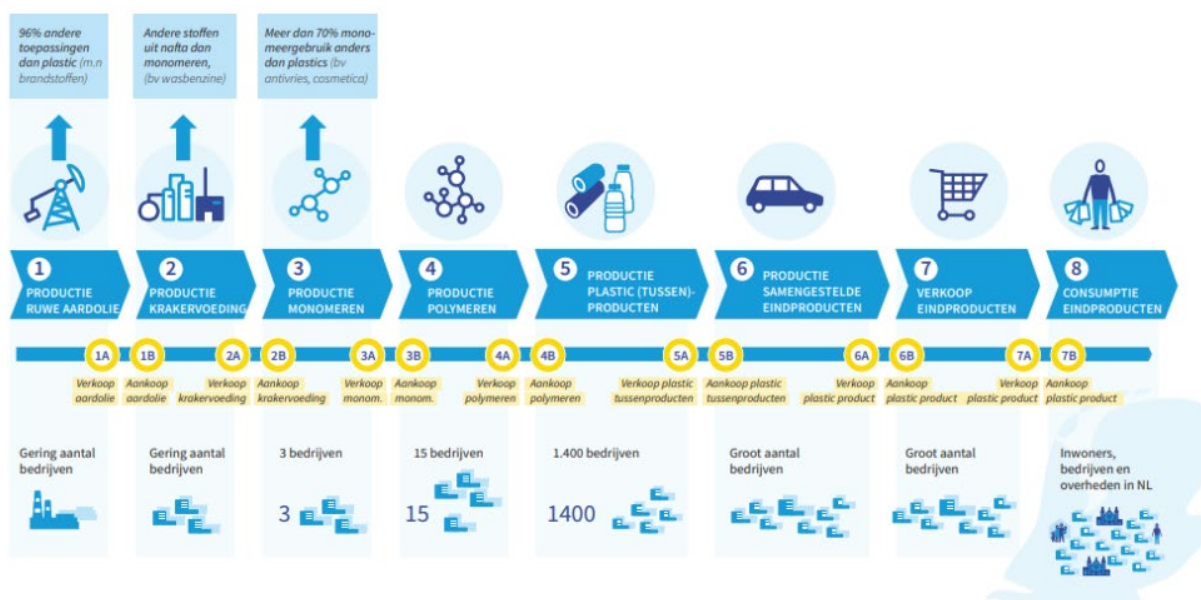 96% andere
toepassingen
dan plastic (m.n
brandstoffen)
Andere stoffen
uit nafta dan
monomeren,
(bv wasbenzine)
Meer dan 70% mono-
meergebruik anders
dan plastics (bv
antivries, cosmetica)
1
PRODUCTIE
RUWE AARDOLIE
2
PRODUCTIE
KRAKERVOEDING
3
PRODUCTIE
MONOMEREN
4
PRODUCTIE
POLYMEREN
5
PRODUCTIE
PLASTIC (TUSSEN)-
PRODUCTEN
6
PRODUCTIE
SAMENGESTELDE
EINDPRODUCTEN
7
VERKOOP
EINDPRODUCTEN
8
CONSUMPTIE
EINDPRODUCTEN
1A
Verkoop
aardolie
1B
Aankoop
aardolie
2A
Verkoop
krakervoeding
2B
Aankoop
krakervoeding
3A
Verkoop
monom.
3B
Aankoop
monom.
4A
Verkoop
polymeren
4B
Aankoop
polymeren
5A
Verkoop plastic
tussenproducten
5B
Aankoop plastic
tussenproducten
6A
Verkoop
plastic product
6B
Aankoop
plastic product
7A
Verkoop
plastic product
7B
Aankoop
plastic product
Gering aantal
bedrijven
Gering aantal
bedrijven
3 bedrijven
3
15 bedrijven
15
1.400 bedrijven
1400
Groot aantal
bedrijven
Groot aantal
bedrijven
Inwoners,
bedrijven en
overheden in NL